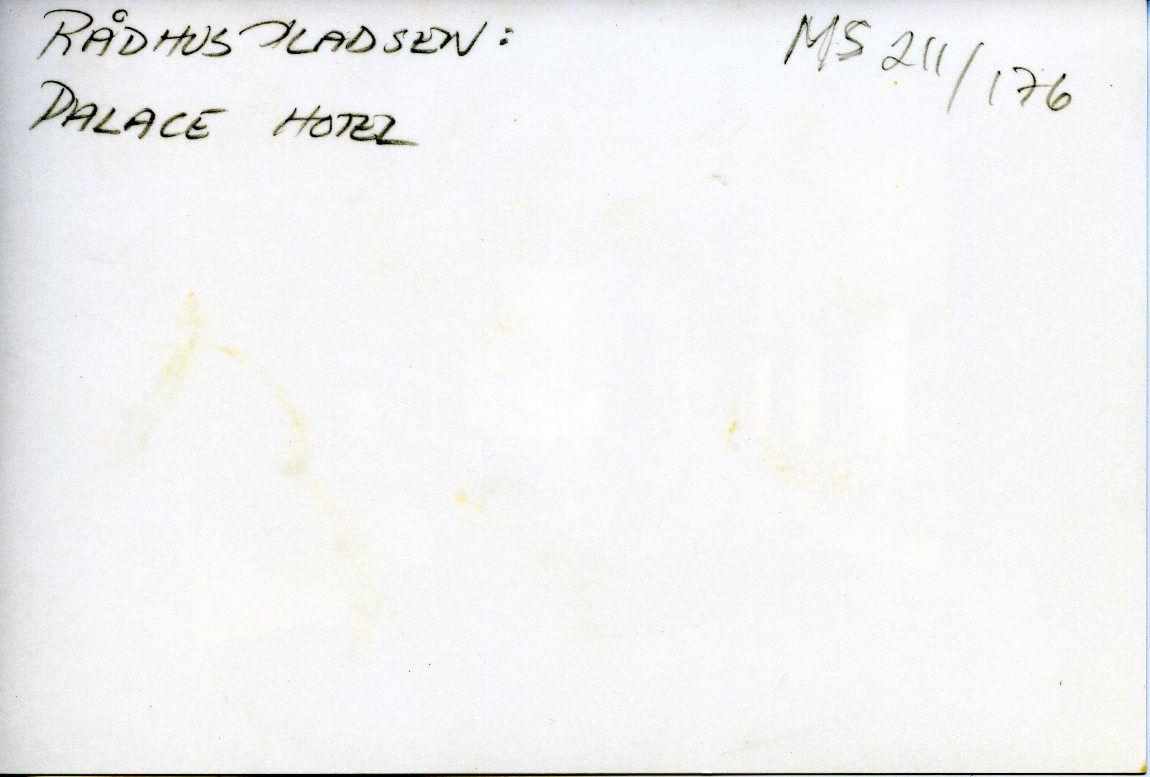 RÅDHUSPLADSEN:
PALACE HOTEL
MS 211/176